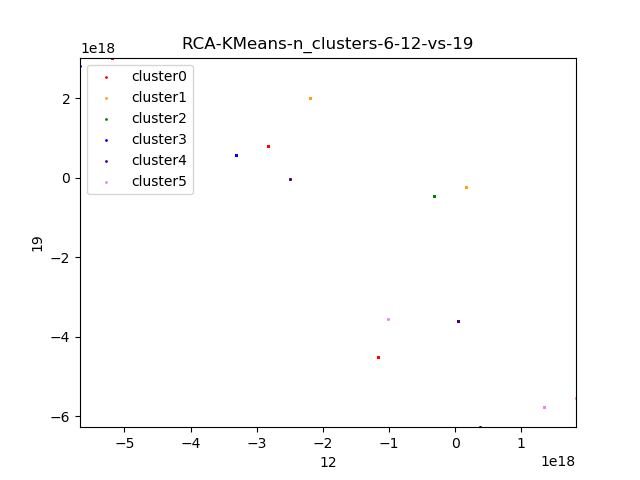 RCA-KMeans-n_clusters-6-12-vs-19
1e18
cluster0
cluster1
cluster2
cluster3
cluster4
cluster5
2
0
−2
−4
−6
19
−5
−4
−3
−2
−1
0
1
12
1e18